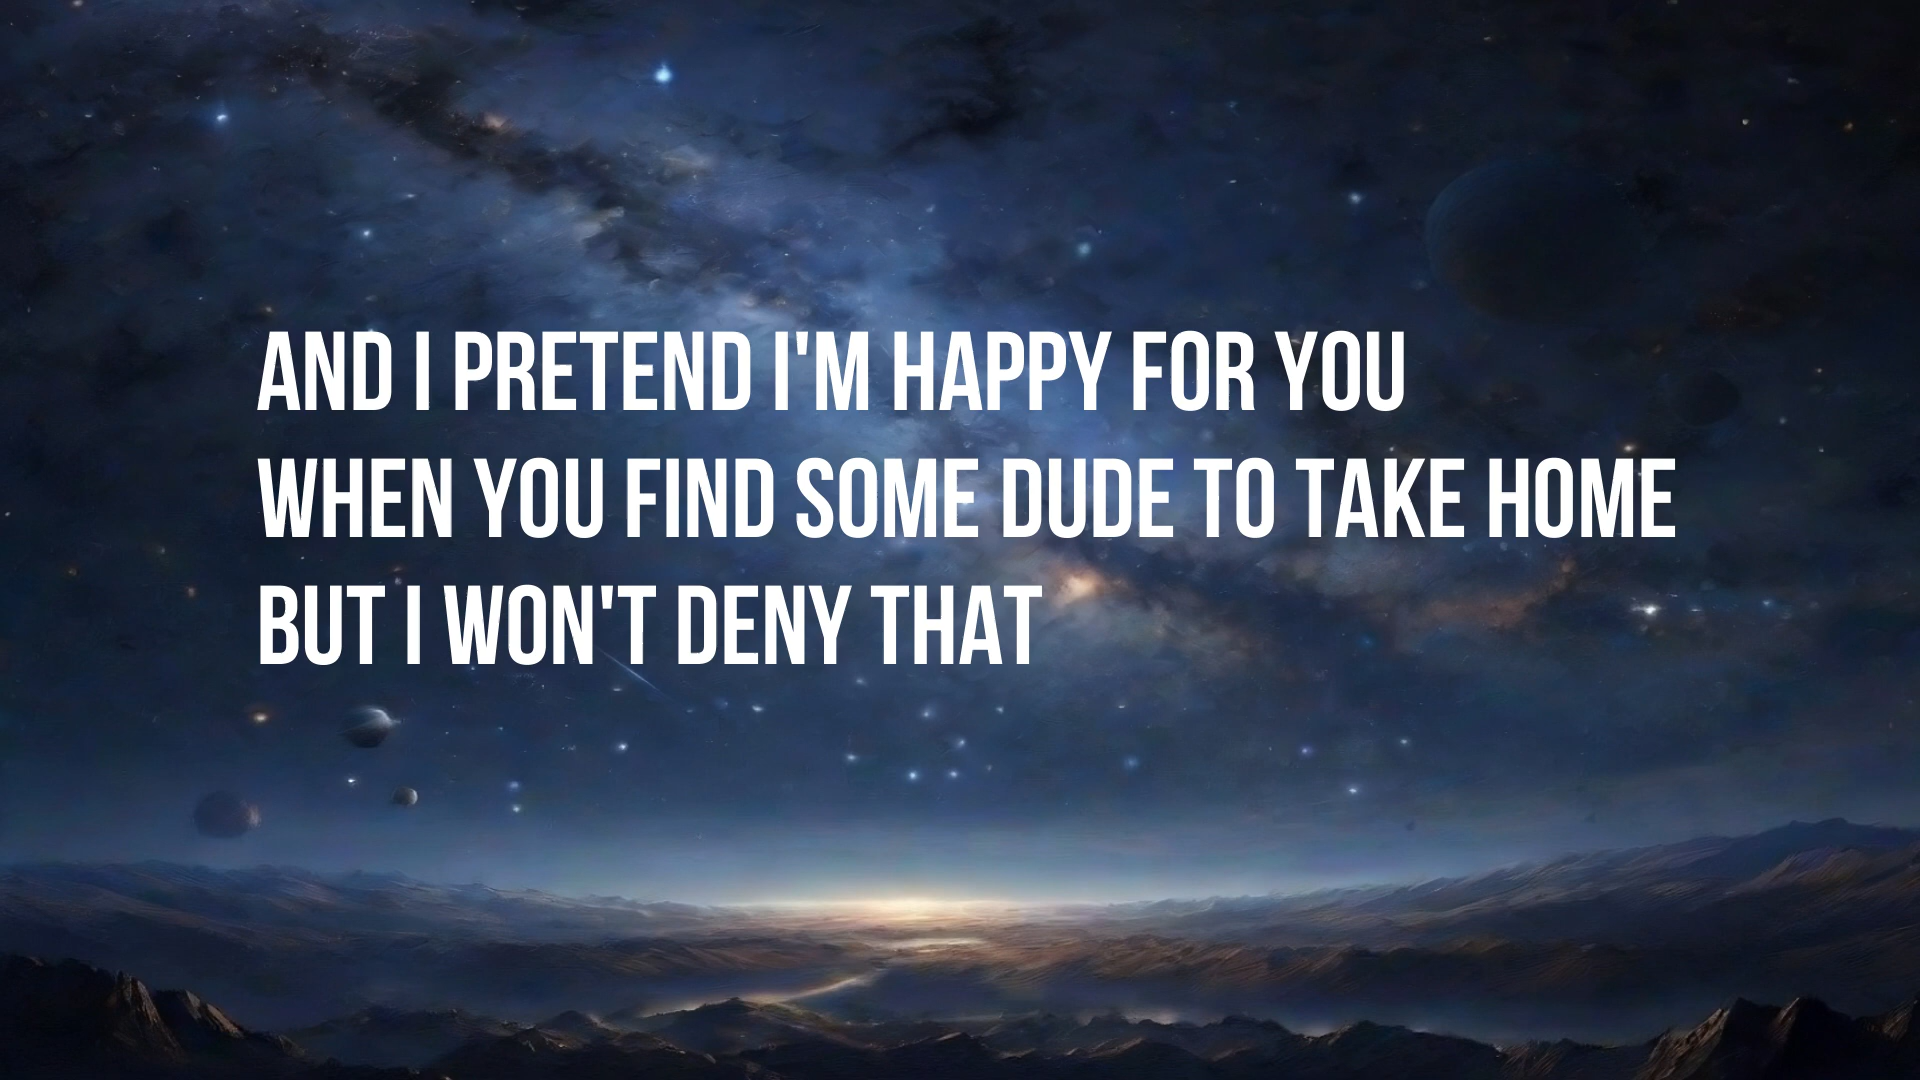 AND I PRETEND I'M HAPPY FOR YOU
WHEN YOU FIND SOME DUDE TO TAKE HOME
BUT I WON'T DENY THAT